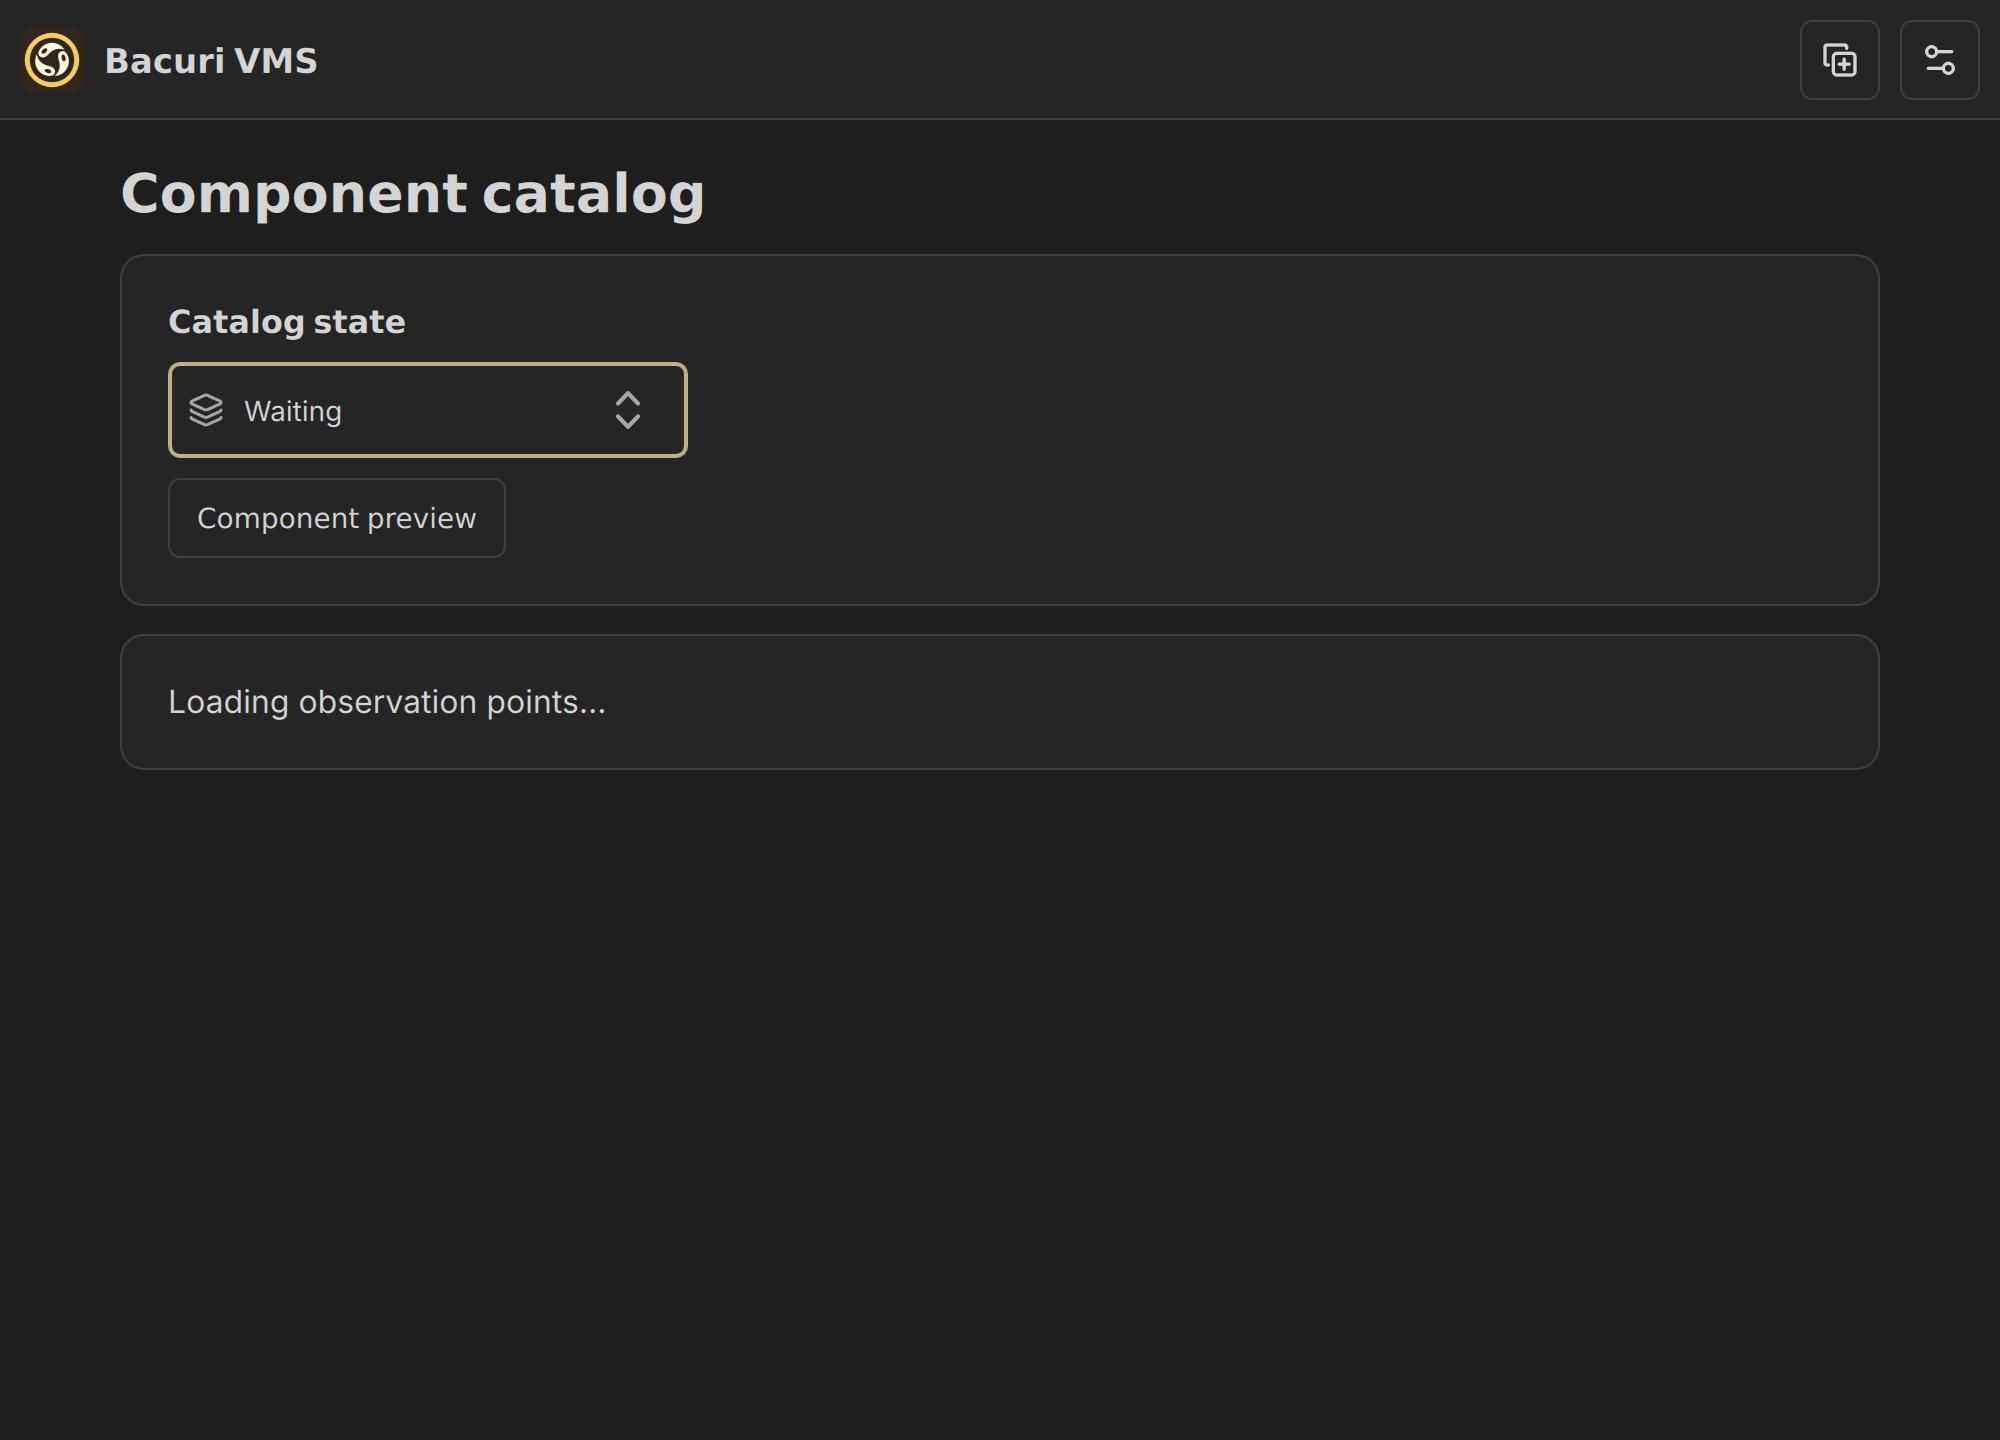 Bacuri VMS
Component catalog
Catalog state
Waiting
Component preview
Loading observation points...